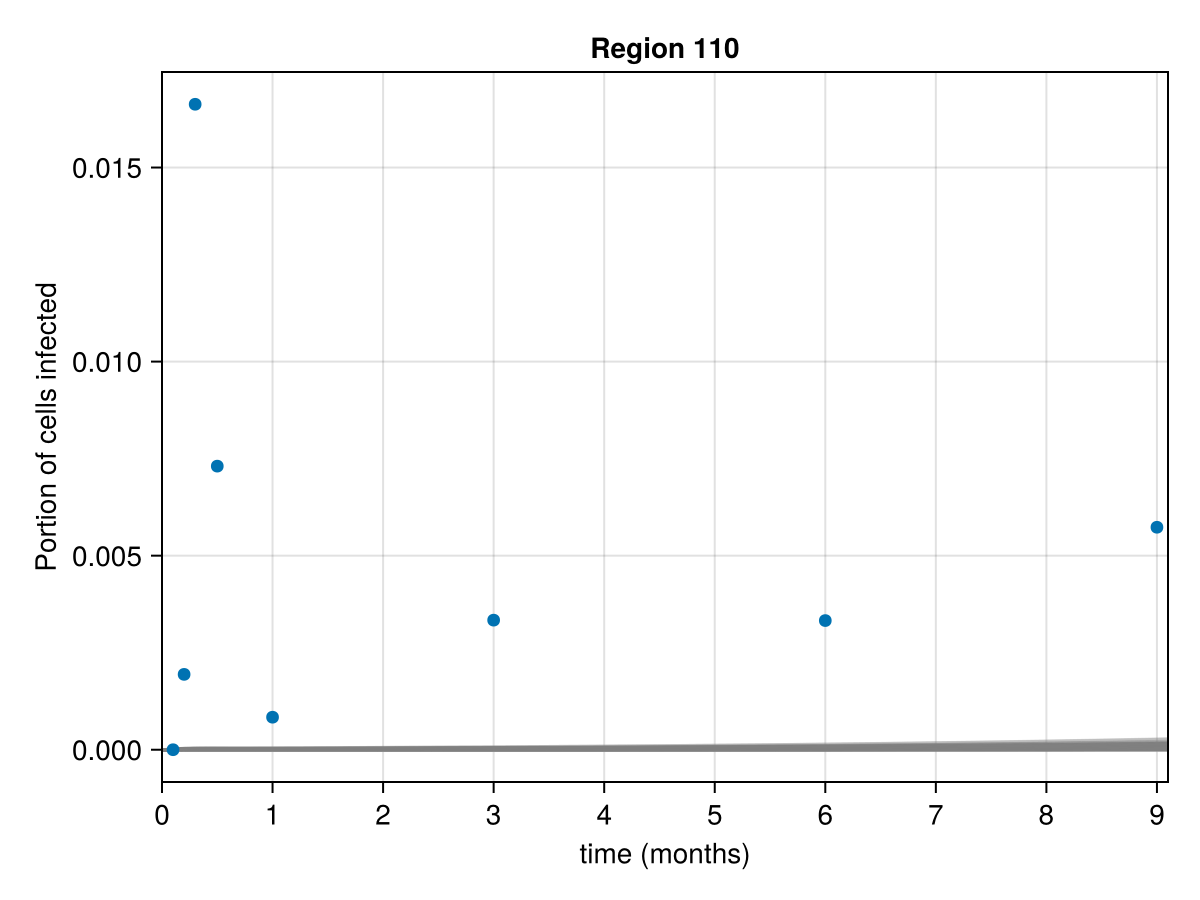 Region 110
Portion of cells infected
0.015
0.010
0.005
0.000
0 1 2 3 4 5 6 7 8 9
time (months)